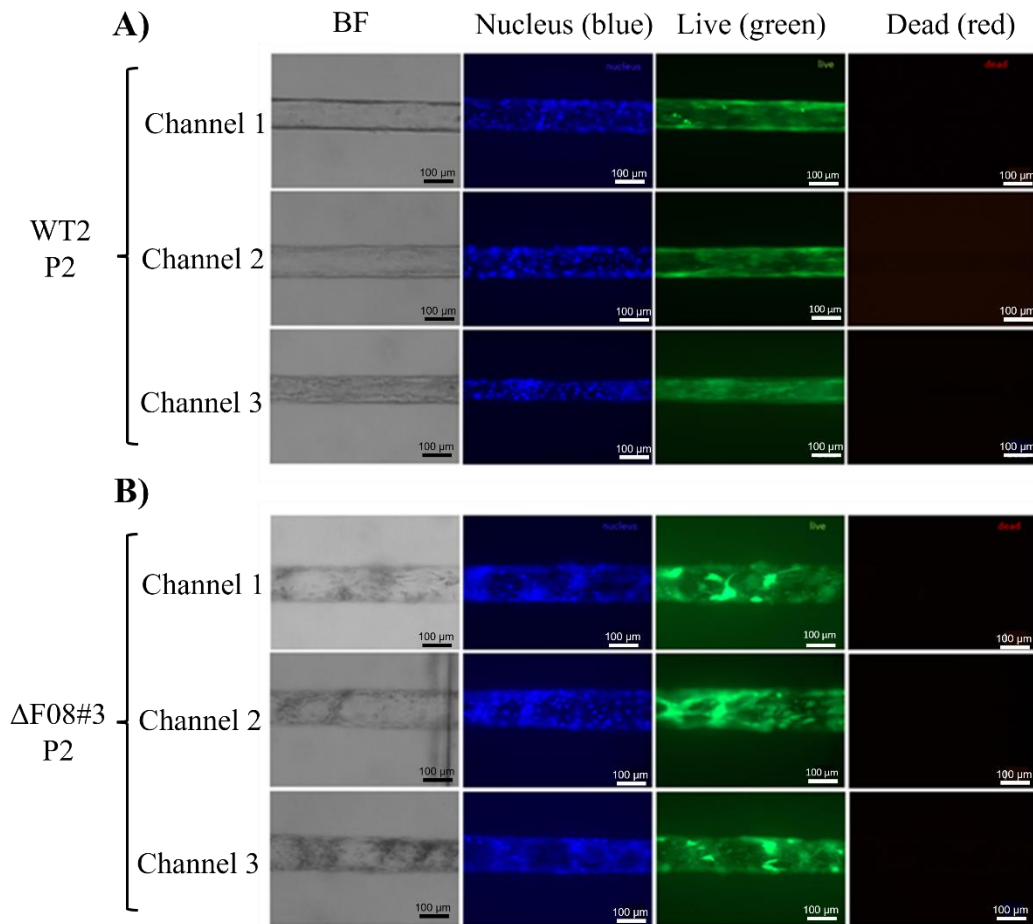 A) BF Nucleus (blue) Live (green) Dead (red)
nucleus live dead
Channel 1
100 µm 100 µm 100 µm 100 µm
WT2
P2
Channel 2
100 µm 100 µm 100 µm 100 µm
Channel 3
100 µm 100 µm 100 µm 100 µm
B)
nucleus live dead
Channel 1
100 µm 100 µm 100 µm 100 µm
ΔF08#3
P2
Channel 2
100 µm 100 µm 100 µm 100 µm
Channel 3
100 µm 100 µm 100 µm 100 µm